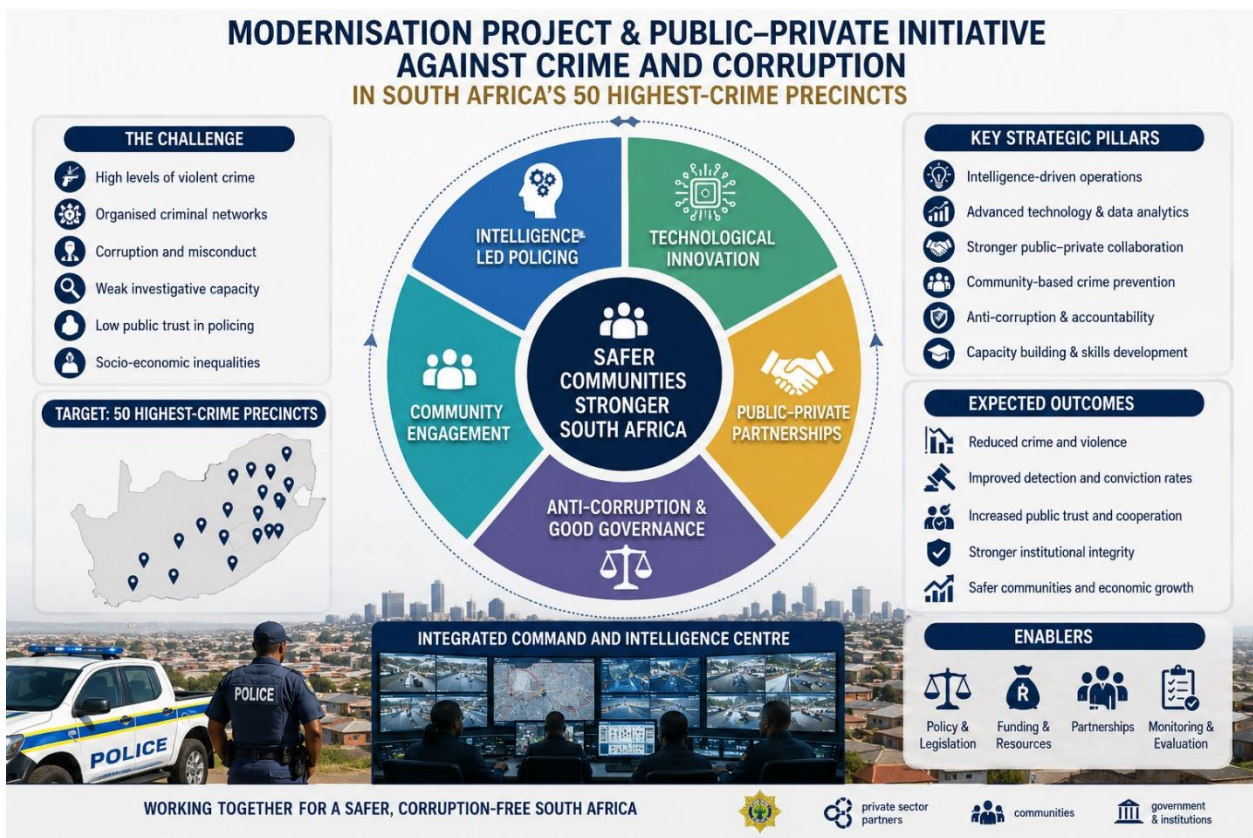 MODERNISATION PROJECT & PUBLIC–PRIVATE INITIATIVE
AGAINST CRIME AND CORRUPTION
IN SOUTH AFRICA'S 50 HIGHEST-CRIME PRECINCTS
THE CHALLENGE
High levels of violent crime
Organised criminal networks
Corruption and misconduct
Weak investigative capacity
Low public trust in policing
Socio-economic inequalities
TARGET: 50 HIGHEST-CRIME PRECINCTS
INTELLIGENCE-
LED POLICING
TECHNOLOGICAL
INNOVATION
COMMUNITY
ENGAGEMENT
SAFER
COMMUNITIES
STRONGER
SOUTH AFRICA
PUBLIC–PRIVATE
PARTNERSHIPS
ANTI-CORRUPTION &
GOOD GOVERNANCE
KEY STRATEGIC PILLARS
Intelligence-driven operations
Advanced technology & data analytics
Stronger public–private collaboration
Community-based crime prevention
Anti-corruption & accountability
Capacity building & skills development
EXPECTED OUTCOMES
Reduced crime and violence
Improved detection and conviction rates
Increased public trust and cooperation
Stronger institutional integrity
Safer communities and economic growth
INTEGRATED COMMAND AND INTELLIGENCE CENTRE
POLICE
POLICE
ENABLERS
R
Policy &
Legislation
Funding &
Resources
Partnerships
Monitoring &
Evaluation
WORKING TOGETHER FOR A SAFER, CORRUPTION-FREE SOUTH AFRICA
private sector
partners
communities
government
& institutions